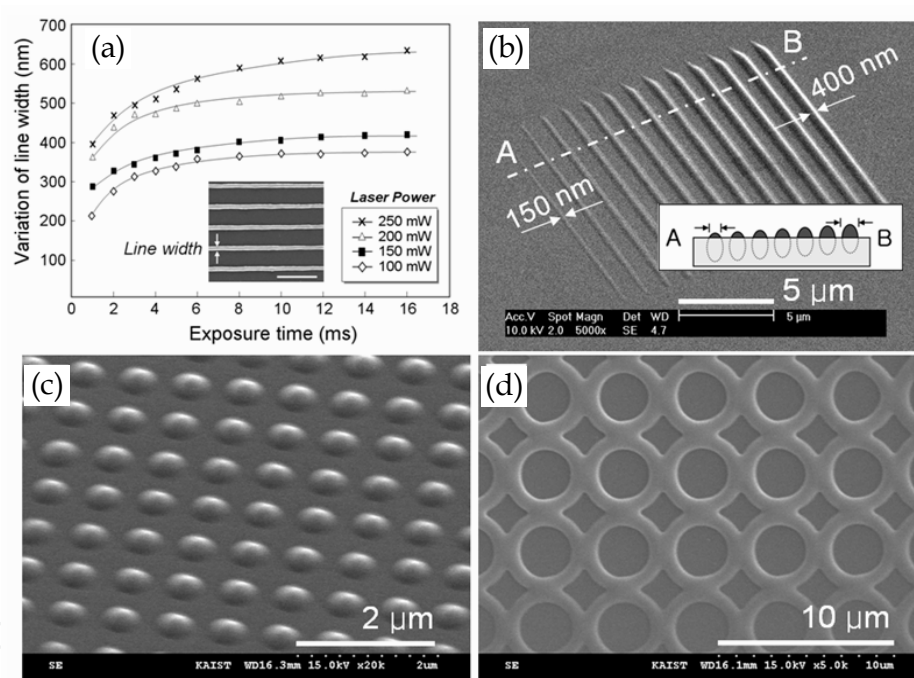 (a)
Variation of line width (nm)
700
600
500
400
300
200
100
0 2 4 6 8 10 12 14 16 18
Exposure time (ms)
Line width
Laser Power
250 mW
200 mW
150 mW
100 mW
(b)
A
B
400 nm
150 nm
A
B
5 μm
Acc.V Spot Magn Det WD
10.0 kV 2.0 5000x SE 4.7 5 μm
(c)
2 μm
SE KAIST WD16.3mm 15.0kV x20k 2um
(d)
10 μm
SE KAIST WD16.1mm 15.0kV x5.0k 10um